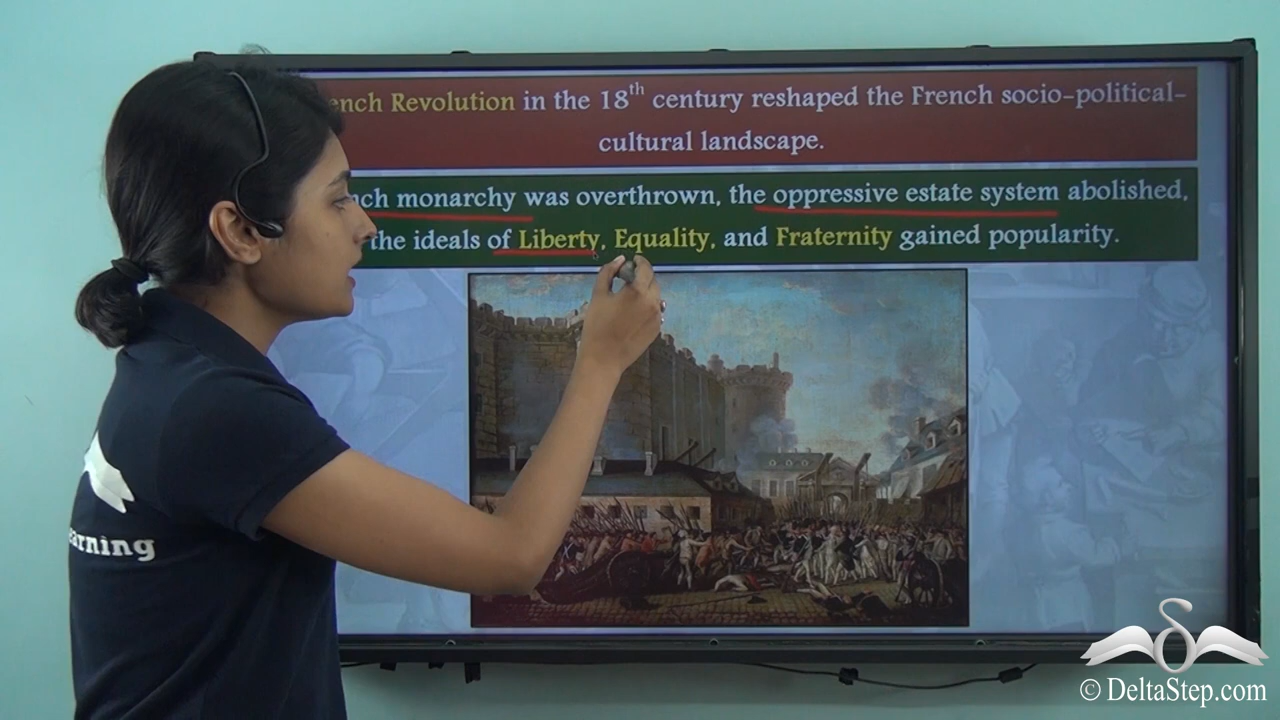 ench Revolution in the 18th century reshaped the French socio-political-
cultural landscape.
nch monarchy was overthrown, the oppressive estate system abolished,
the ideals of Liberty, Equality, and Fraternity gained popularity.
arning
© DeltaStep.com